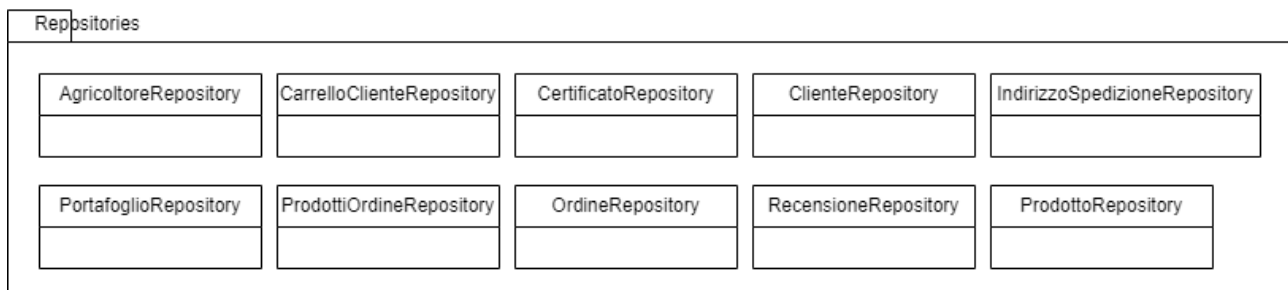 Repositories
AgricoltoreRepository
CarrelloClienteRepository
CertificatoRepository
ClienteRepository
IndirizzoSpedizioneRepository
PortafoglioRepository
ProdottiOrdineRepository
OrdineRepository
RecensioneRepository
ProdottoRepository